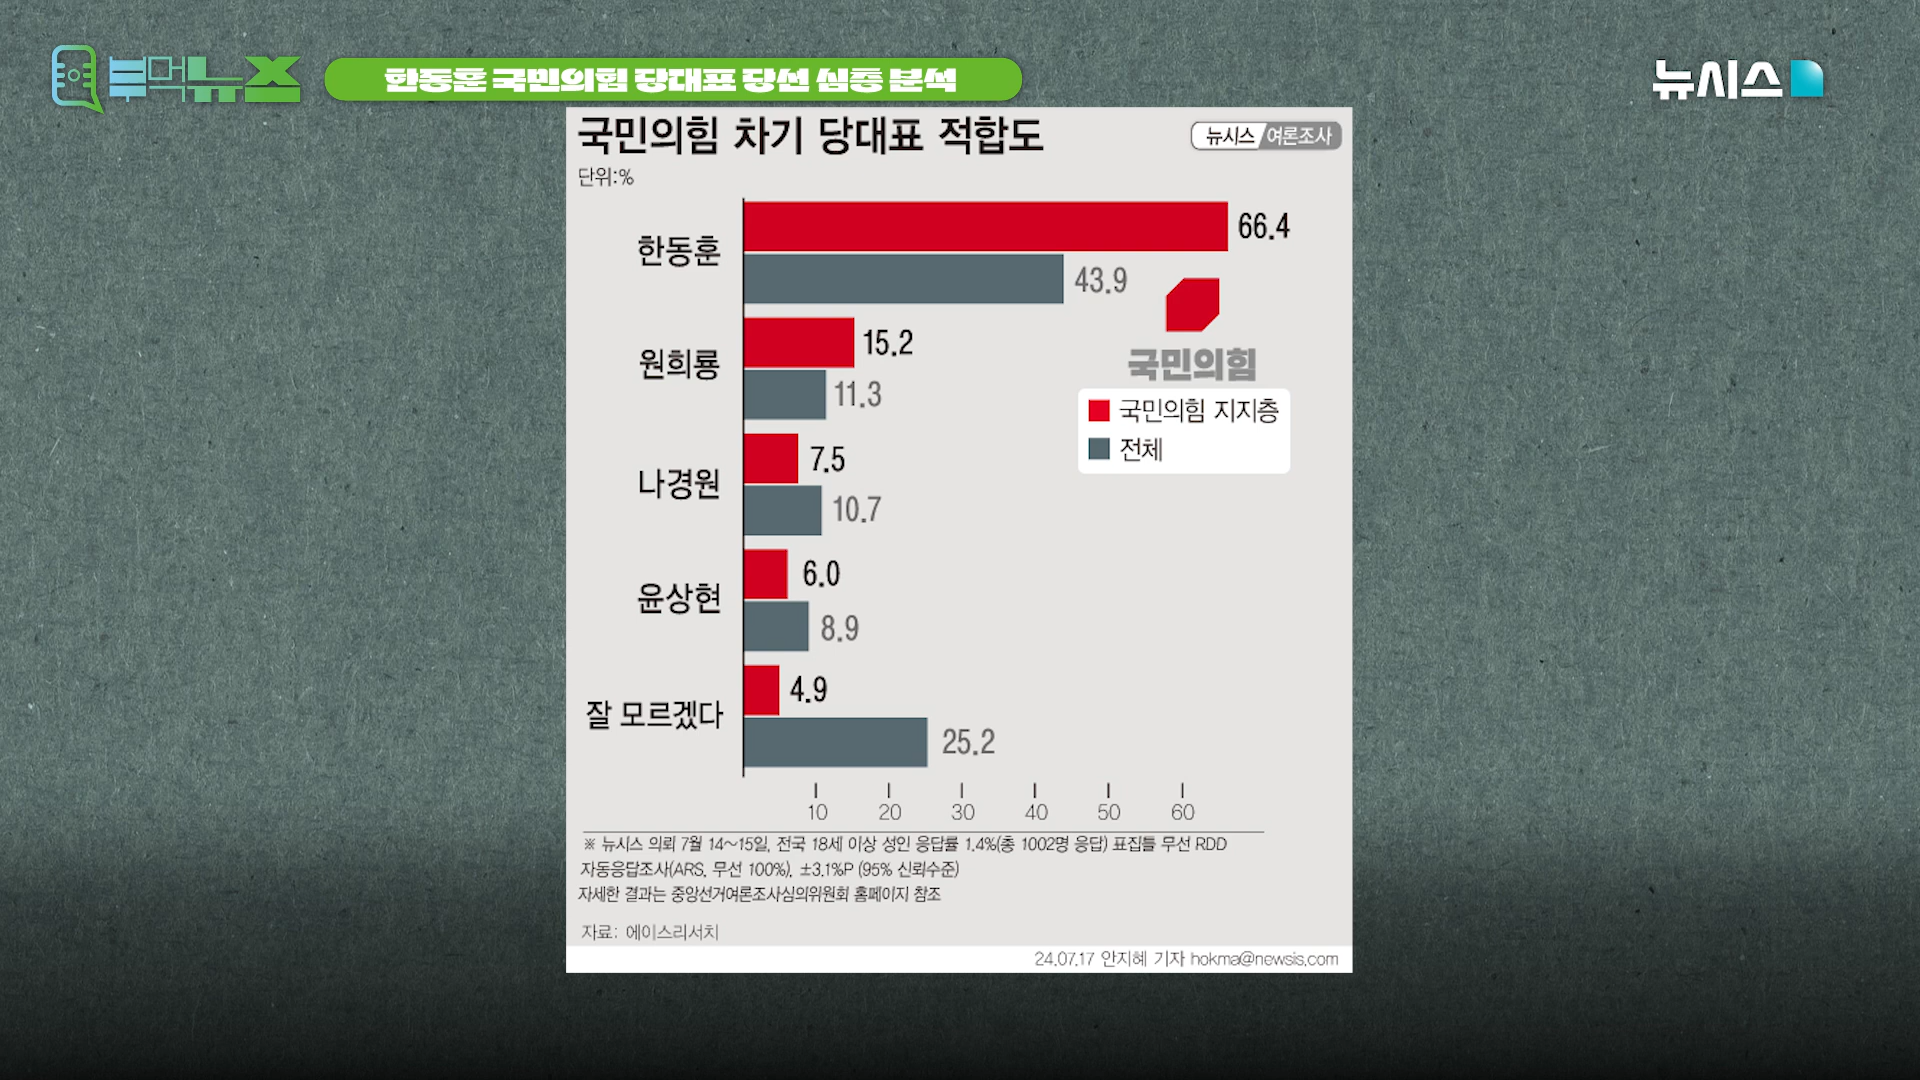 부먹뉴스
한동훈 국민의힘 당대표 당선 심층 분석
뉴시스
국민의힘 차기 당대표 적합도
뉴시스 여론조사
단위:%
한동훈
66.4
43.9
원희룡
15.2
11.3
국민의힘
국민의힘 지지층
전체
나경원
7.5
10.7
윤상현
6.0
8.9
잘 모르겠다
4.9
25.2
10 20 30 40 50 60
※ 뉴시스 의뢰 7월 14~15일, 전국 18세 이상 성인 응답률 1.4%(총 1002명 응답) 표집틀 무선 RDD
자동응답조사(ARS, 무선 100%), ±3.1%P (95% 신뢰수준)
자세한 결과는 중앙선거여론조사심의위원회 홈페이지 참조
자료: 에이스리서치
24.07.17 안지혜 기자 hokma@newsis.com